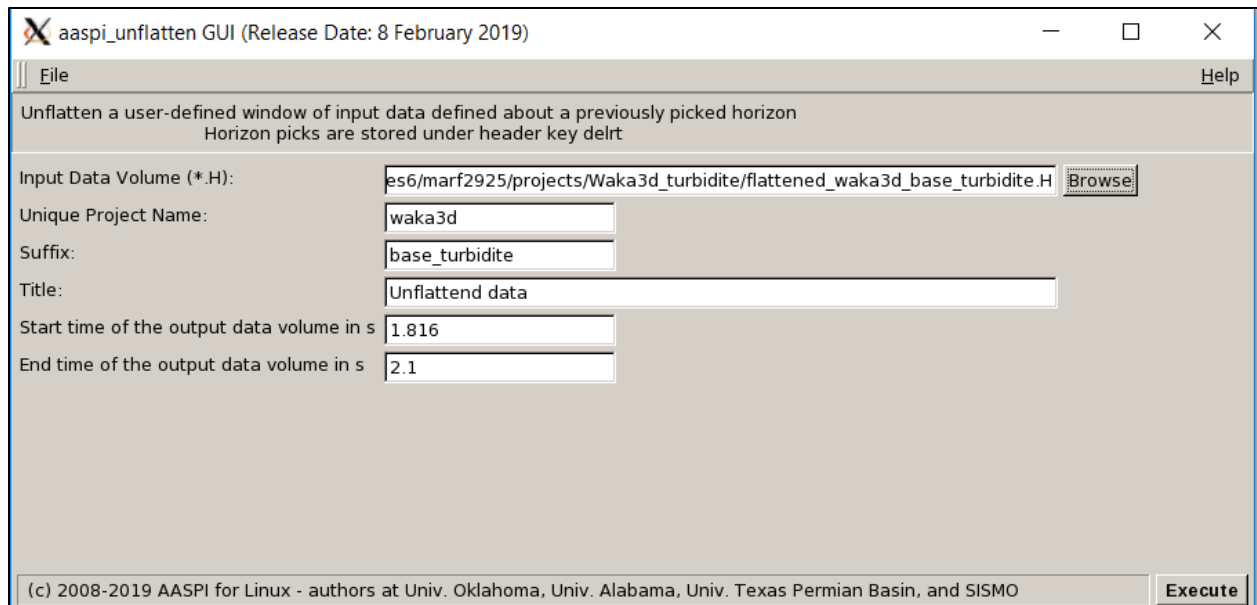 aaspi_unflatten GUI (Release Date: 8 February 2019)
File Help
Unflatten a user-defined window of input data defined about a previously picked horizon
Horizon picks are stored under header key delrt
Input Data Volume (*.H): es6/marf2925/projects/Waka3d_turbidite/flattened_waka3d_base_turbidite.H Browse
Unique Project Name: waka3d
Suffix: base_turbidite
Title: Unflattend data
Start time of the output data volume in s 1.816
End time of the output data volume in s 2.1
(c) 2008-2019 AASPI for Linux - authors at Univ. Oklahoma, Univ. Alabama, Univ. Texas Permian Basin, and SISMO Execute